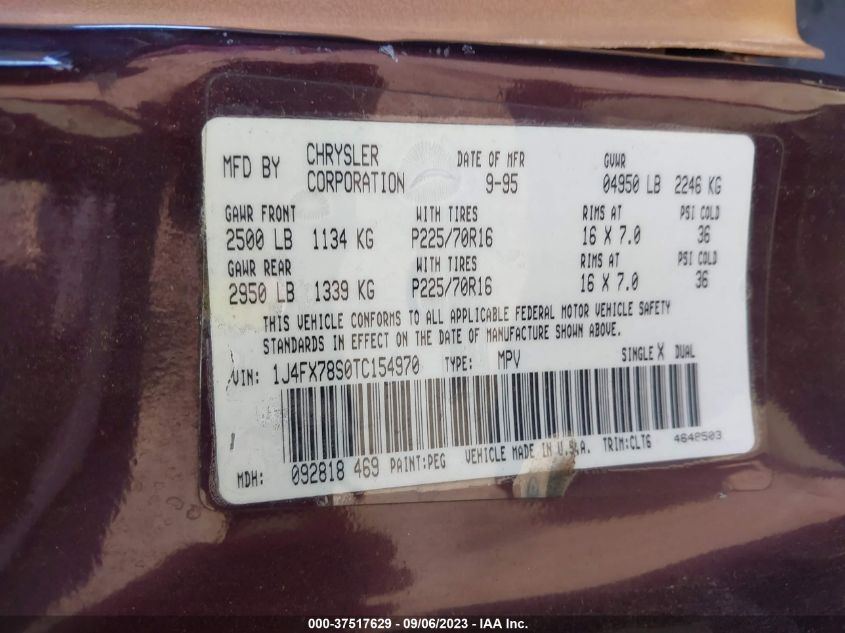 MFD BY CHRYSLER CORPORATION DATE OF MFR 9-95 GVWR 04950 LB 2246 KG
GAWR FRONT WITH TIRES RIMS AT PSI COLD
2500 LB 1134 KG P225/70R16 16 X 7.0 36
GAWR REAR WITH TIRES RIMS AT PSI COLD
2950 LB 1339 KG P225/70R16 16 X 7.0 36
THIS VEHICLE CONFORMS TO ALL APPLICABLE FEDERAL MOTOR VEHICLE SAFETY
STANDARDS IN EFFECT ON THE DATE OF MANUFACTURE SHOWN ABOVE.
VIN: 1J4FX78S0TC154970 TYPE: MPV SINGLE X DUAL
MDH: 092818 469 PAINT:PEG VEHICLE MADE IN U.S.A. TRIM:CLT6 4648503
000-37517629 - 09/06/2023 - IAA Inc.